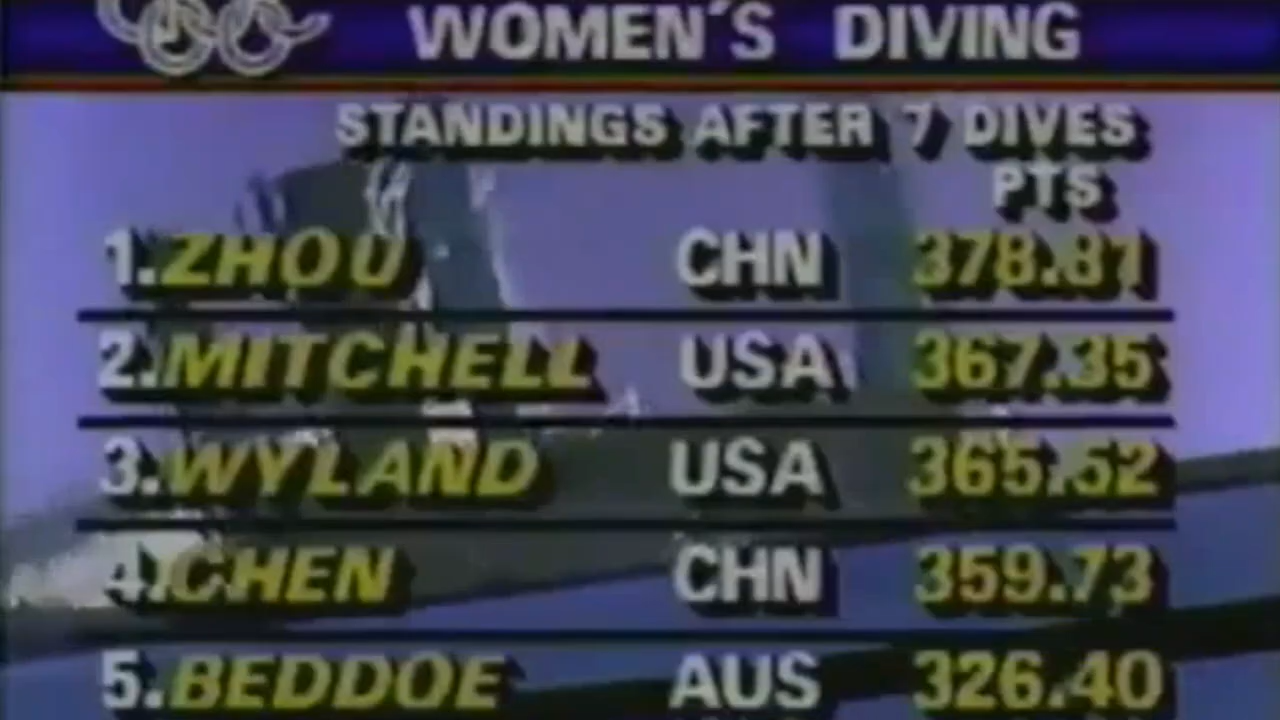 WOMEN'S DIVING
STANDINGS AFTER 7 DIVES
PTS
1. ZHOU CHN 378.81
2. MITCHELL USA 367.35
3. WYLAND USA 365.52
4. CHEN CHN 359.73
5. BEDDOE AUS 326.40